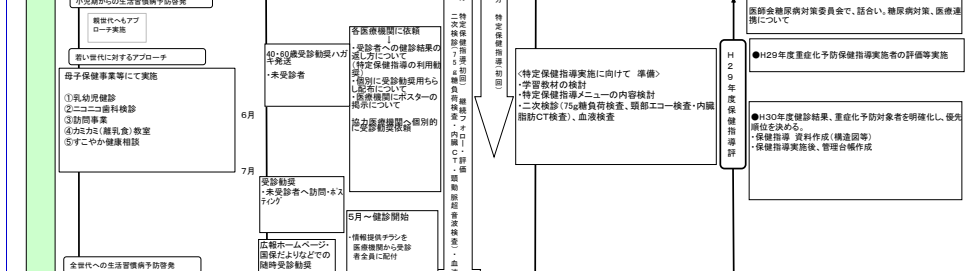 小児期からの生活習慣病予防啓発
親世代へもアプ
ローチ実施
若い世代に対するアプローチ
母子保健事業等にて実施
①乳幼児健診
②ニコニコ歯科検診
③訪問事業
④カミカミ(離乳食)教室
⑤すこやか健康相談
全世代への生活習慣病予防啓発
6月
7月
40・60歳受診勧奨ハガ
キ発送
・未受診者
受診勧奨
・未受診者へ訪問・ポス
ティング
広報ホームページ・
国保だよりなどでの
随時受診勧奨
各医療機関に依頼
↓
・受診者への健診結果の
返し方について
(特定保健指導の利用勧
奨)
・個別に受診勧奨用ちら
し配布について
・医療機関にポスターの
掲示について
協力医療機関へ個別的
に受診勧奨依頼
5月~健診開始
・情報提供チラシを
医療機関から受診
者全員に配付
特定保健指導(初回) 継続フォロー・評価
二次検診(75g糖負荷検査・内臓CT・頸動脈超音波検査)・血
特定保健指導(初回)
<特定保健指導実施に向けて 準備>
・学習教材の検討
・特定保健指導メニューの内容検討
・二次検診(75g糖負荷検査、頸部エコー検査・内臓
脂肪CT検査)、血液検査
H29年度保健指導評
医師会糖尿病対策委員会で、話合い。糖尿病対策、医療連
携について
●H29年度重症化予防保健指導実施者の評価等実施
●H30年度健診結果、重症化予防対象者を明確化し、優先
順位を決める。
・保健指導 資料作成(構造図等)
・保健指導実施後、管理台帳作成